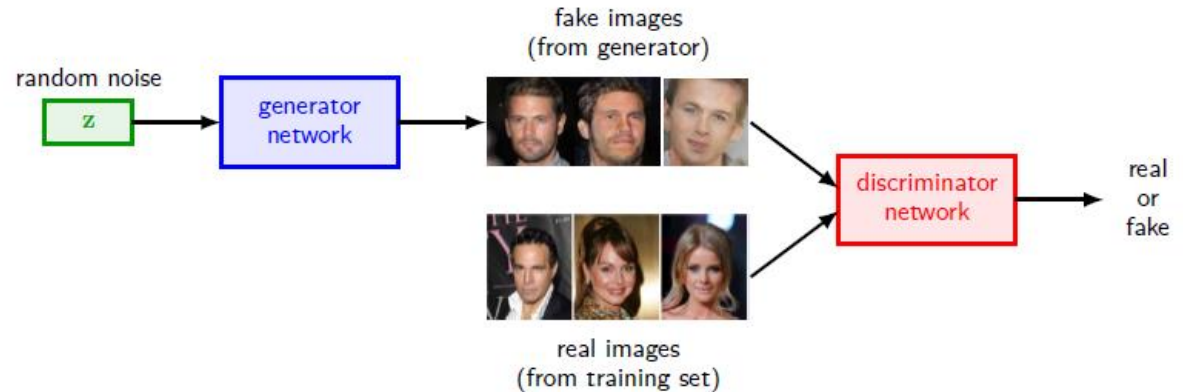 fake images
(from generator)
random noise
z
generator
network
discriminator
network
real
or
fake
real images
(from training set)